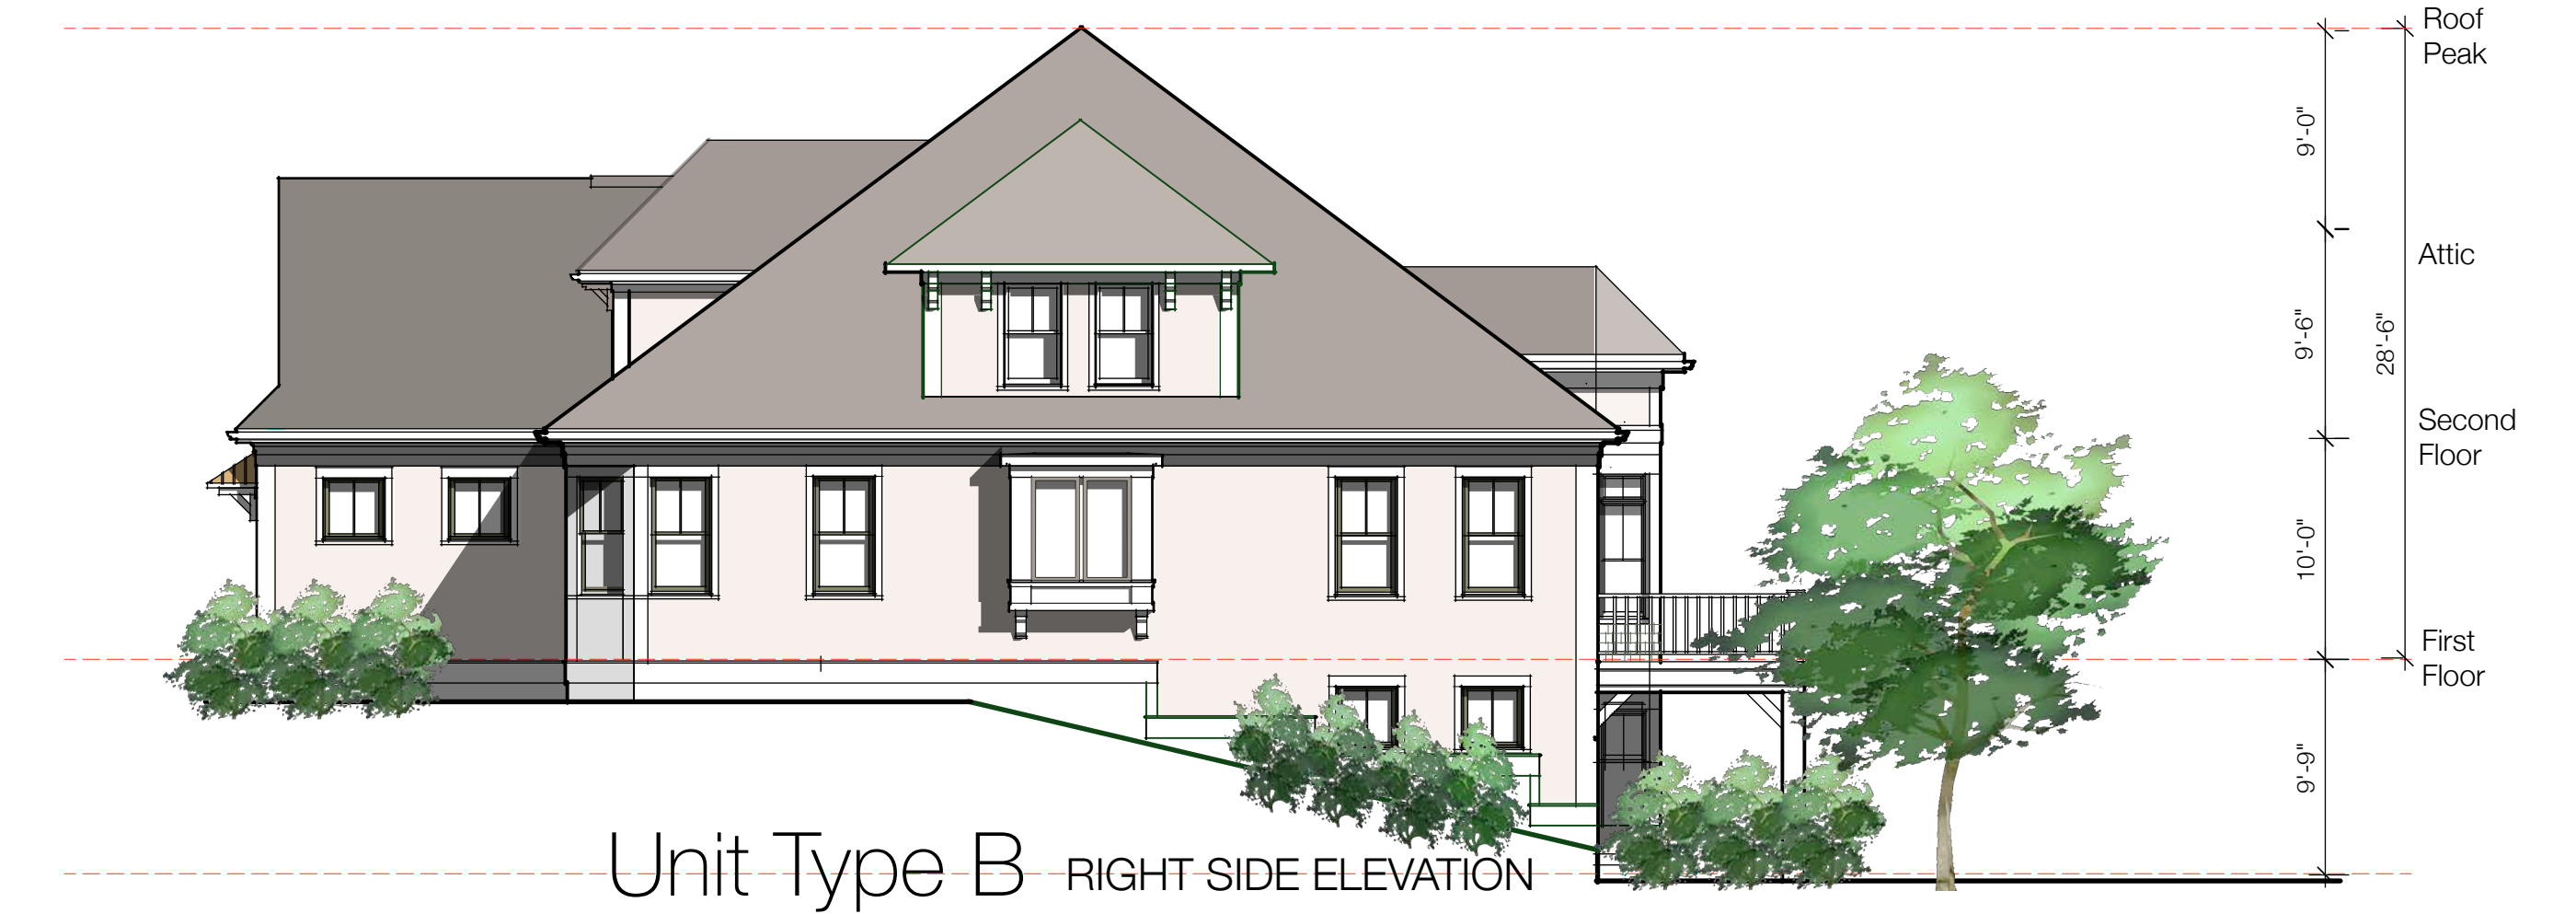 Roof
Peak
9'-0"
Attic
9'-6"
28'-6"
Second
Floor
10'-0"
First
Floor
9'-9"
Unit Type B RIGHT SIDE ELEVATION